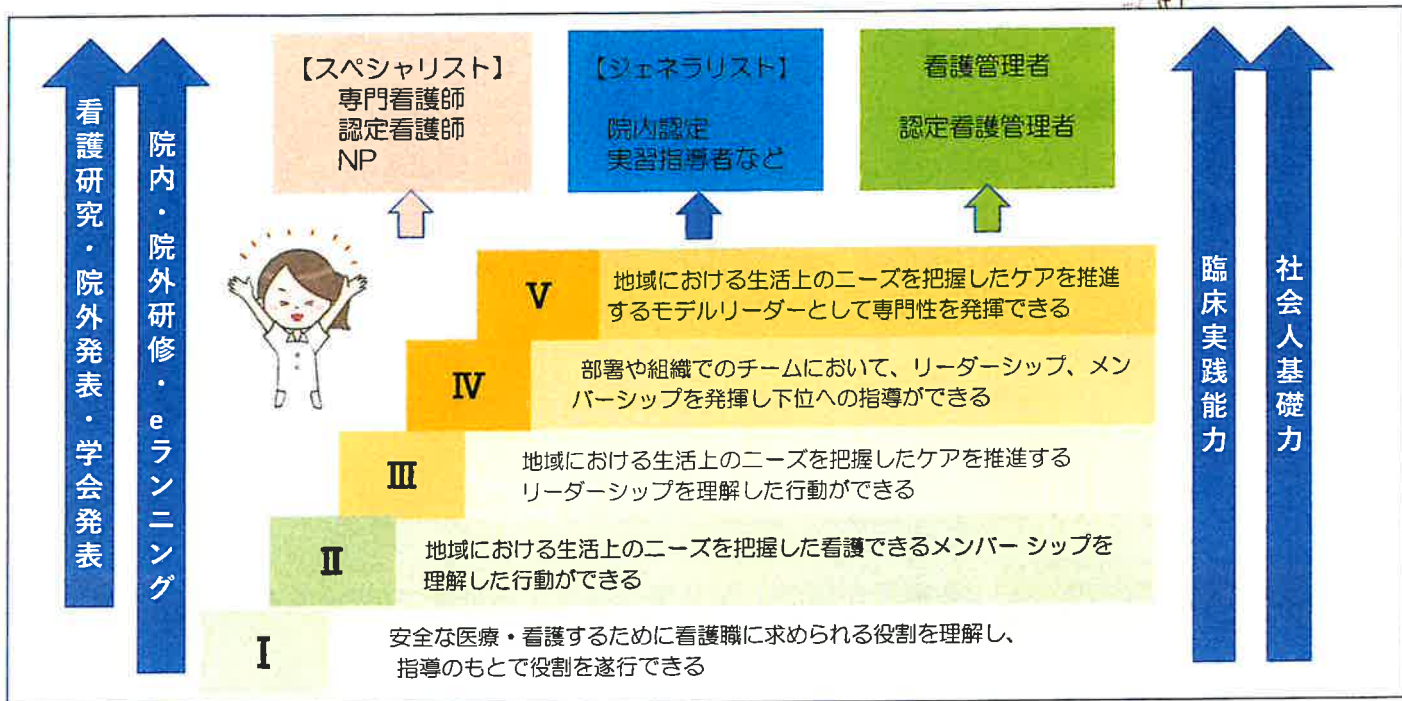 看護研究・院外発表・学会発表
院内・院外研修・eランニング
【スペシャリスト】
専門看護師
認定看護師
NP
【ジェネラリスト】
院内認定
実習指導者など
看護管理者
認定看護管理者
Ⅴ
地域における生活上のニーズを把握したケアを推進
するモデルリーダーとして専門性を発揮できる
Ⅳ
部署や組織でのチームにおいて、リーダーシップ、メン
バーシップを発揮し下位への指導ができる
Ⅲ
地域における生活上のニーズを把握したケアを推進する
リーダーシップを理解した行動ができる
Ⅱ
地域における生活上のニーズを把握した看護できるメンバー シップを
理解した行動ができる
Ⅰ
安全な医療・看護するために看護職に求められる役割を理解し、
指導のもとで役割を遂行できる
臨床実践能力
社会人基礎力